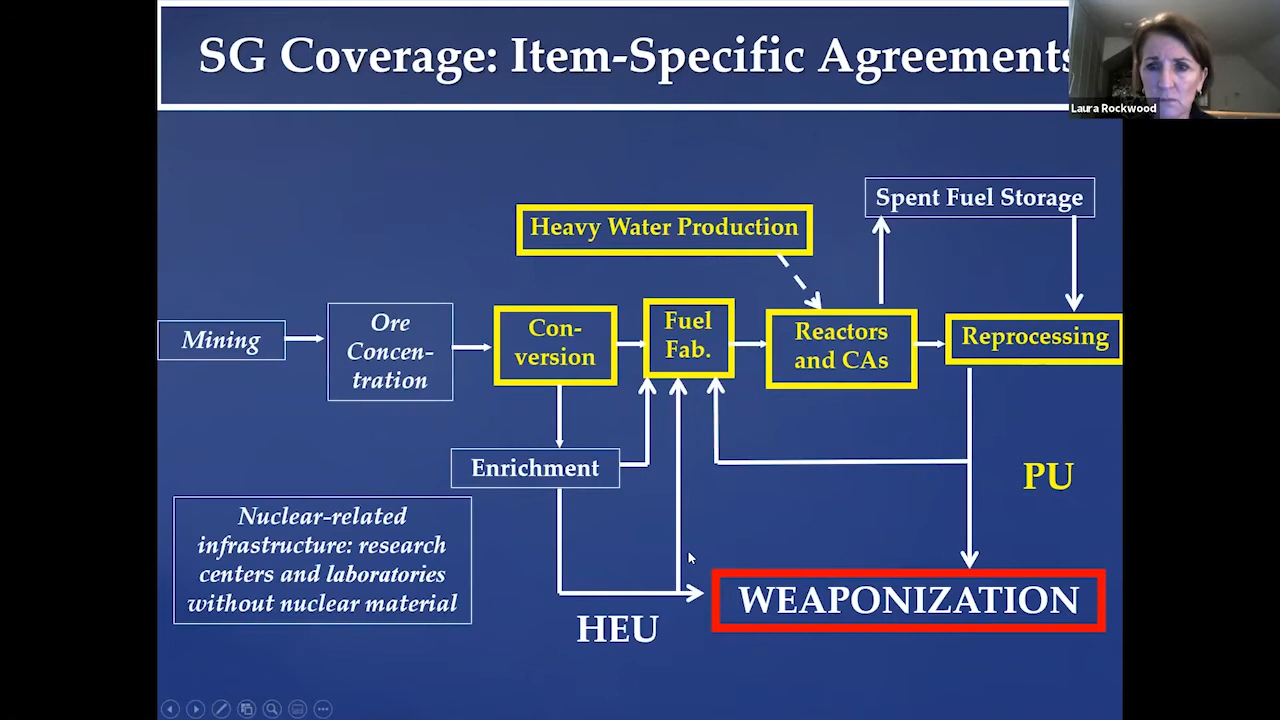 SG Coverage: Item-Specific Agreements
Laura Rockwood
Spent Fuel Storage
Heavy Water Production
Mining
Ore
Concen-
tration
Con-
version
Fuel
Fab.
Reactors
and CAs
Reprocessing
Enrichment
PU
Nuclear-related
infrastructure: research
centers and laboratories
without nuclear material
WEAPONIZATION
HEU